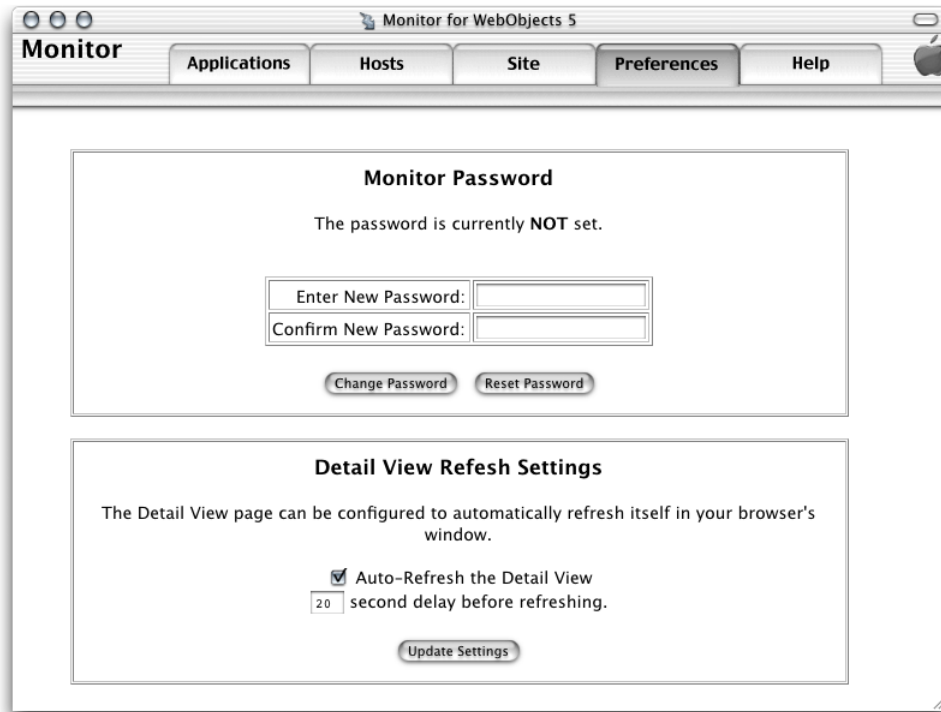 Monitor for WebObjects 5
Monitor
Applications Hosts Site Preferences Help
Monitor Password
The password is currently NOT set.
Enter New Password:
Confirm New Password:
Change Password Reset Password
Detail View Refesh Settings
The Detail View page can be configured to automatically refresh itself in your browser's
window.
Auto-Refresh the Detail View
20 second delay before refreshing.
Update Settings